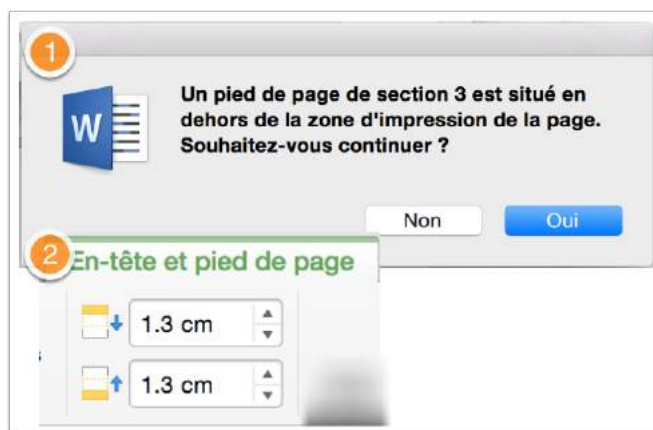 1
Un pied de page de section 3 est situé en
dehors de la zone d'impression de la page.
Souhaitez-vous continuer ?
W
Non
Oui
2
En-tête et pied de page
1.3 cm
1.3 cm